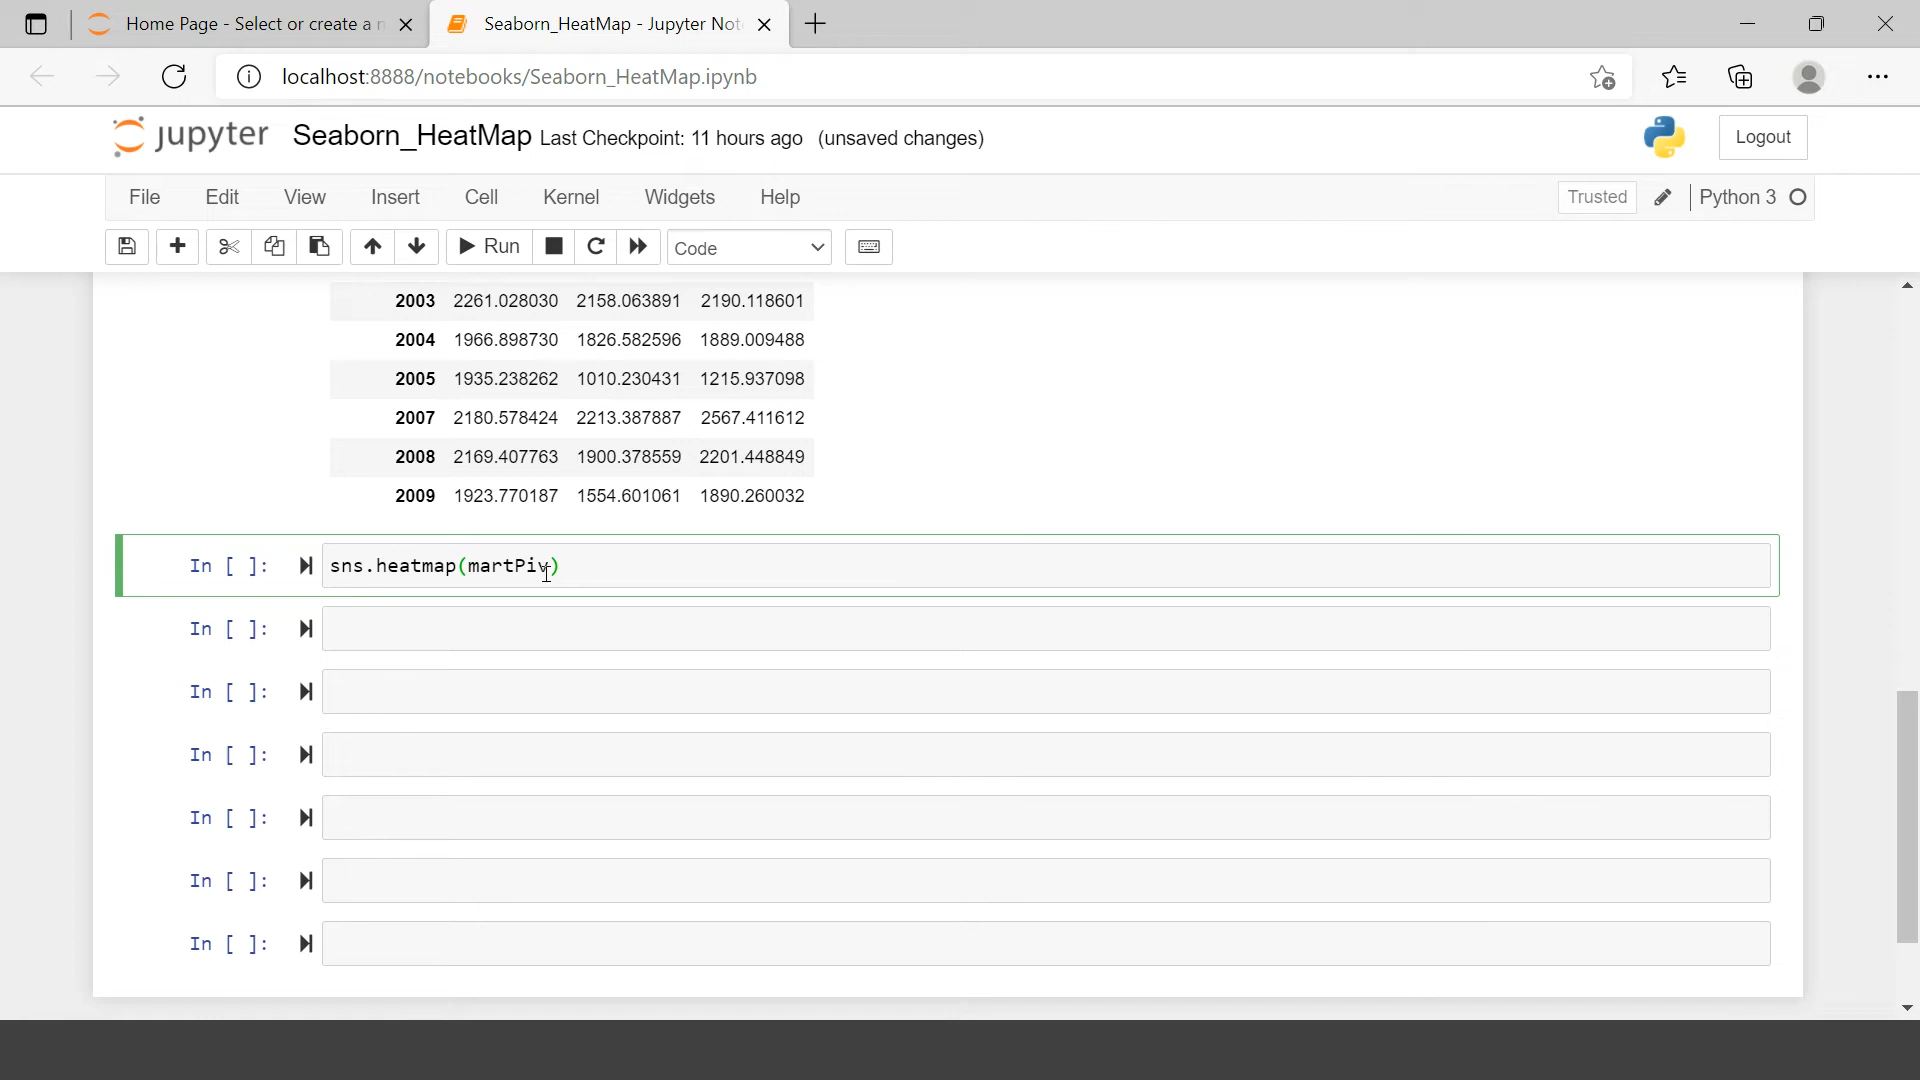 Home Page - Select or create a n
Seaborn_HeatMap - Jupyter Not
localhost:8888/notebooks/Seaborn_HeatMap.ipynb
jupyter Seaborn_HeatMap Last Checkpoint: 11 hours ago (unsaved changes)
Logout
File Edit View Insert Cell Kernel Widgets Help
Trusted Python 3
Run Code
2003 2261.028030 2158.063891 2190.118601
2004 1966.898730 1826.582596 1889.009488
2005 1935.238262 1010.230431 1215.937098
2007 2180.578424 2213.387887 2567.411612
2008 2169.407763 1900.378559 2201.448849
2009 1923.770187 1554.601061 1890.260032
In [ ]: sns.heatmap(martPiv)
In [ ]:
In [ ]:
In [ ]:
In [ ]:
In [ ]:
In [ ]: